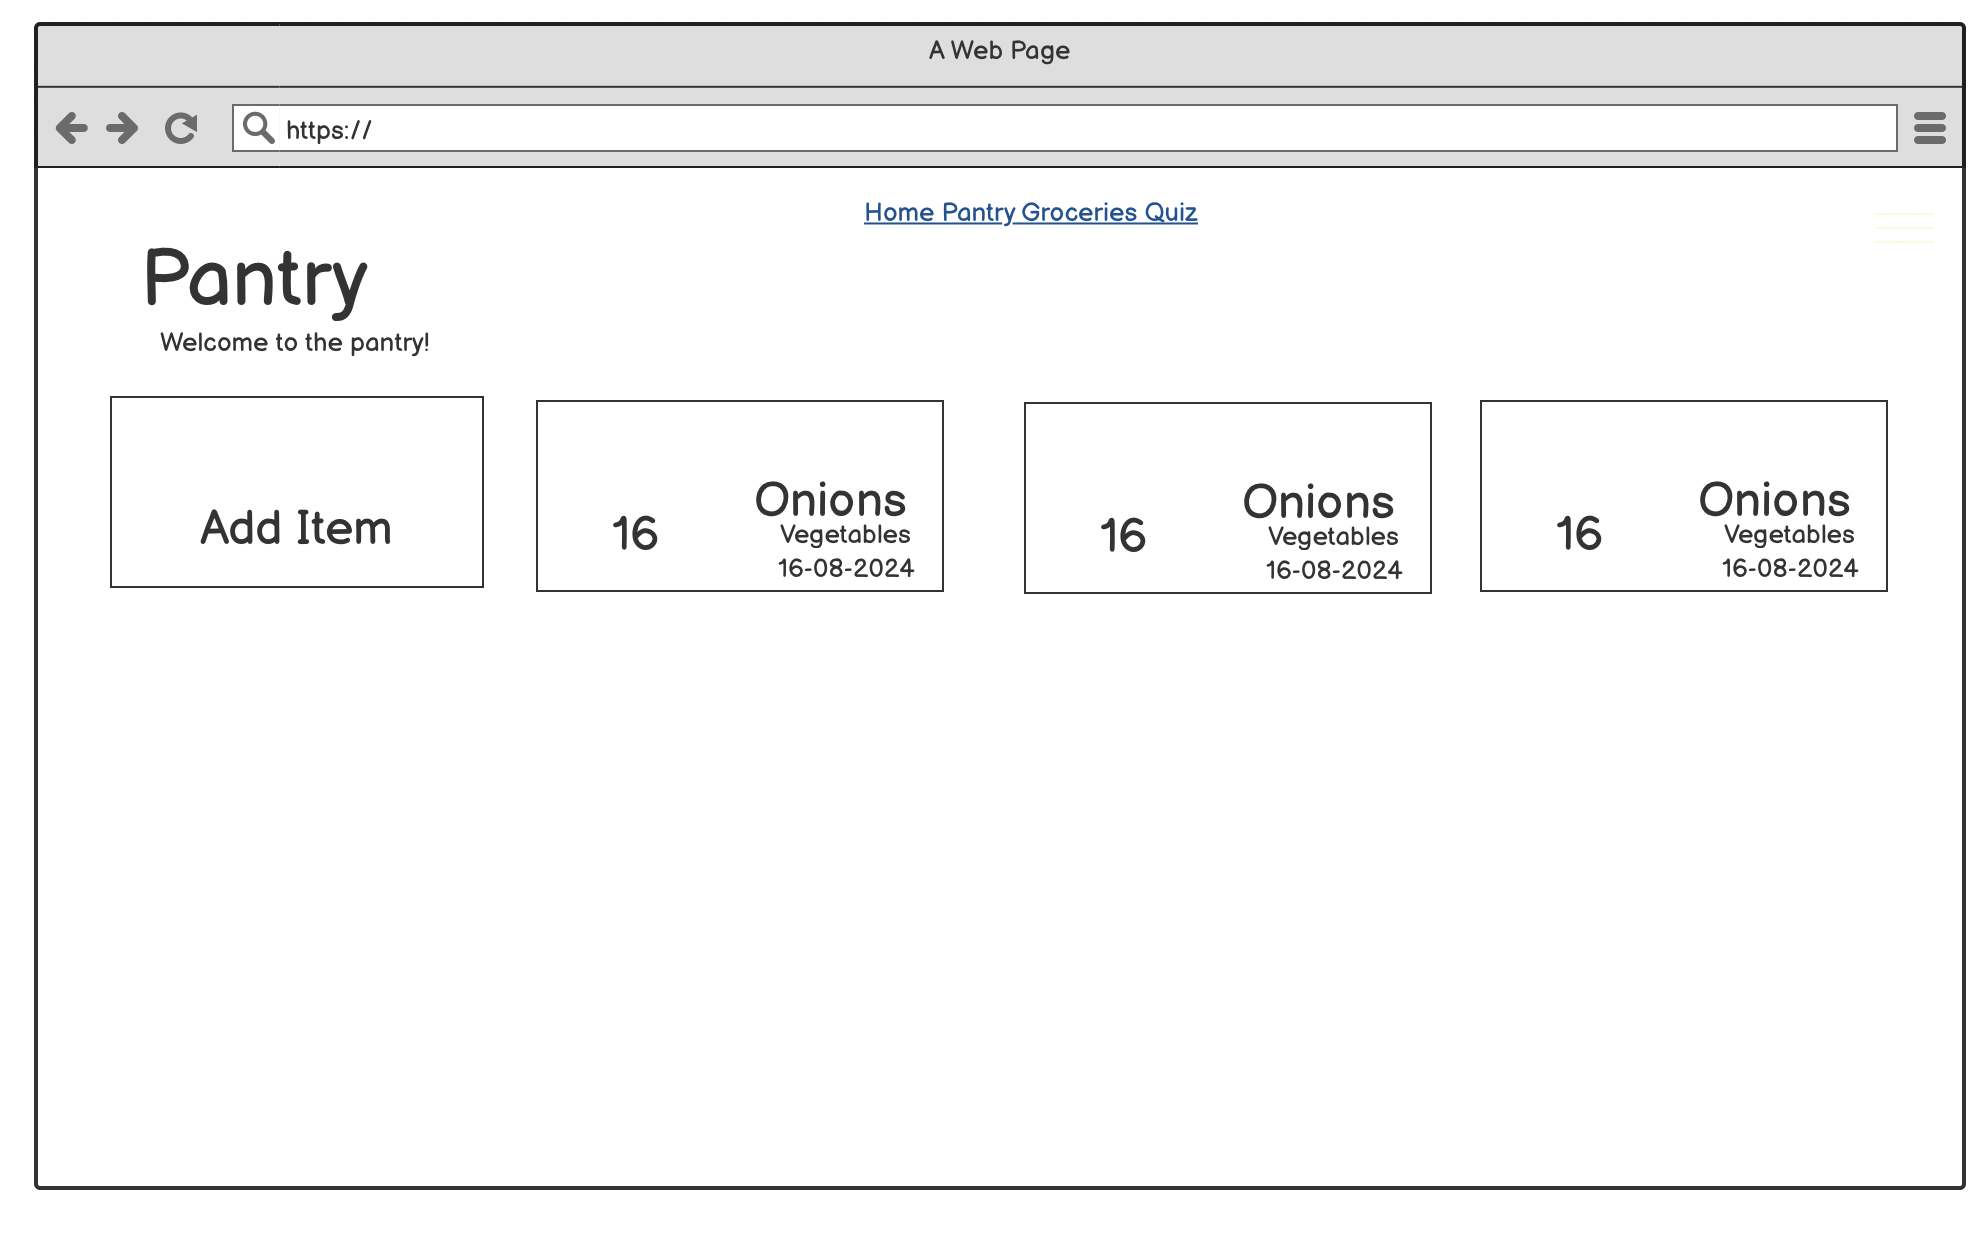 A Web Page
https://
Home Pantry Groceries Quiz
Pantry
Welcome to the pantry!
Add Item
16
Onions
Vegetables
16-08-2024
16
Onions
Vegetables
16-08-2024
16
Onions
Vegetables
16-08-2024